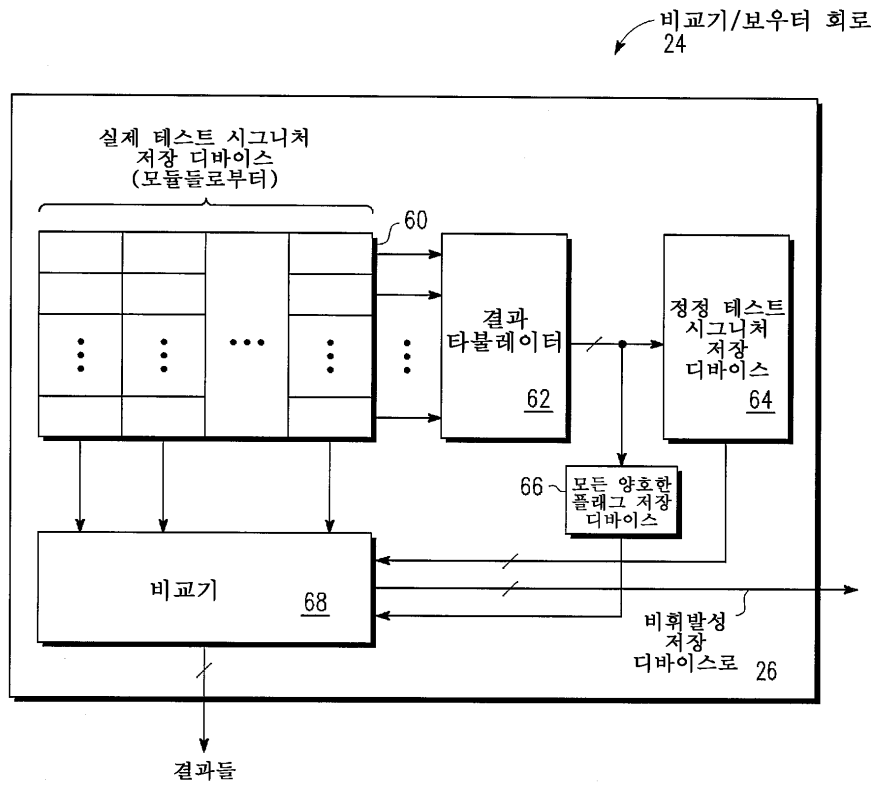 비교기/보우터 회로
24
실제 테스트 시그니처
저장 디바이스
(모듈들로부터)
60
결과
타불레이터
62
정정 테스트
시그니처
저장
디바이스
64
66
모든 양호한
플래그 저장
디바이스
비교기
68
비휘발성
저장
디바이스로
26
결과들